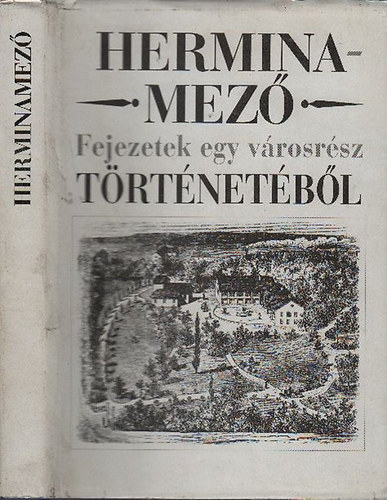 HERMINAMEZŐ
HERMINA-
MEZŐ
Fejezetek egy városrész
TÖRTÉNETÉBŐL